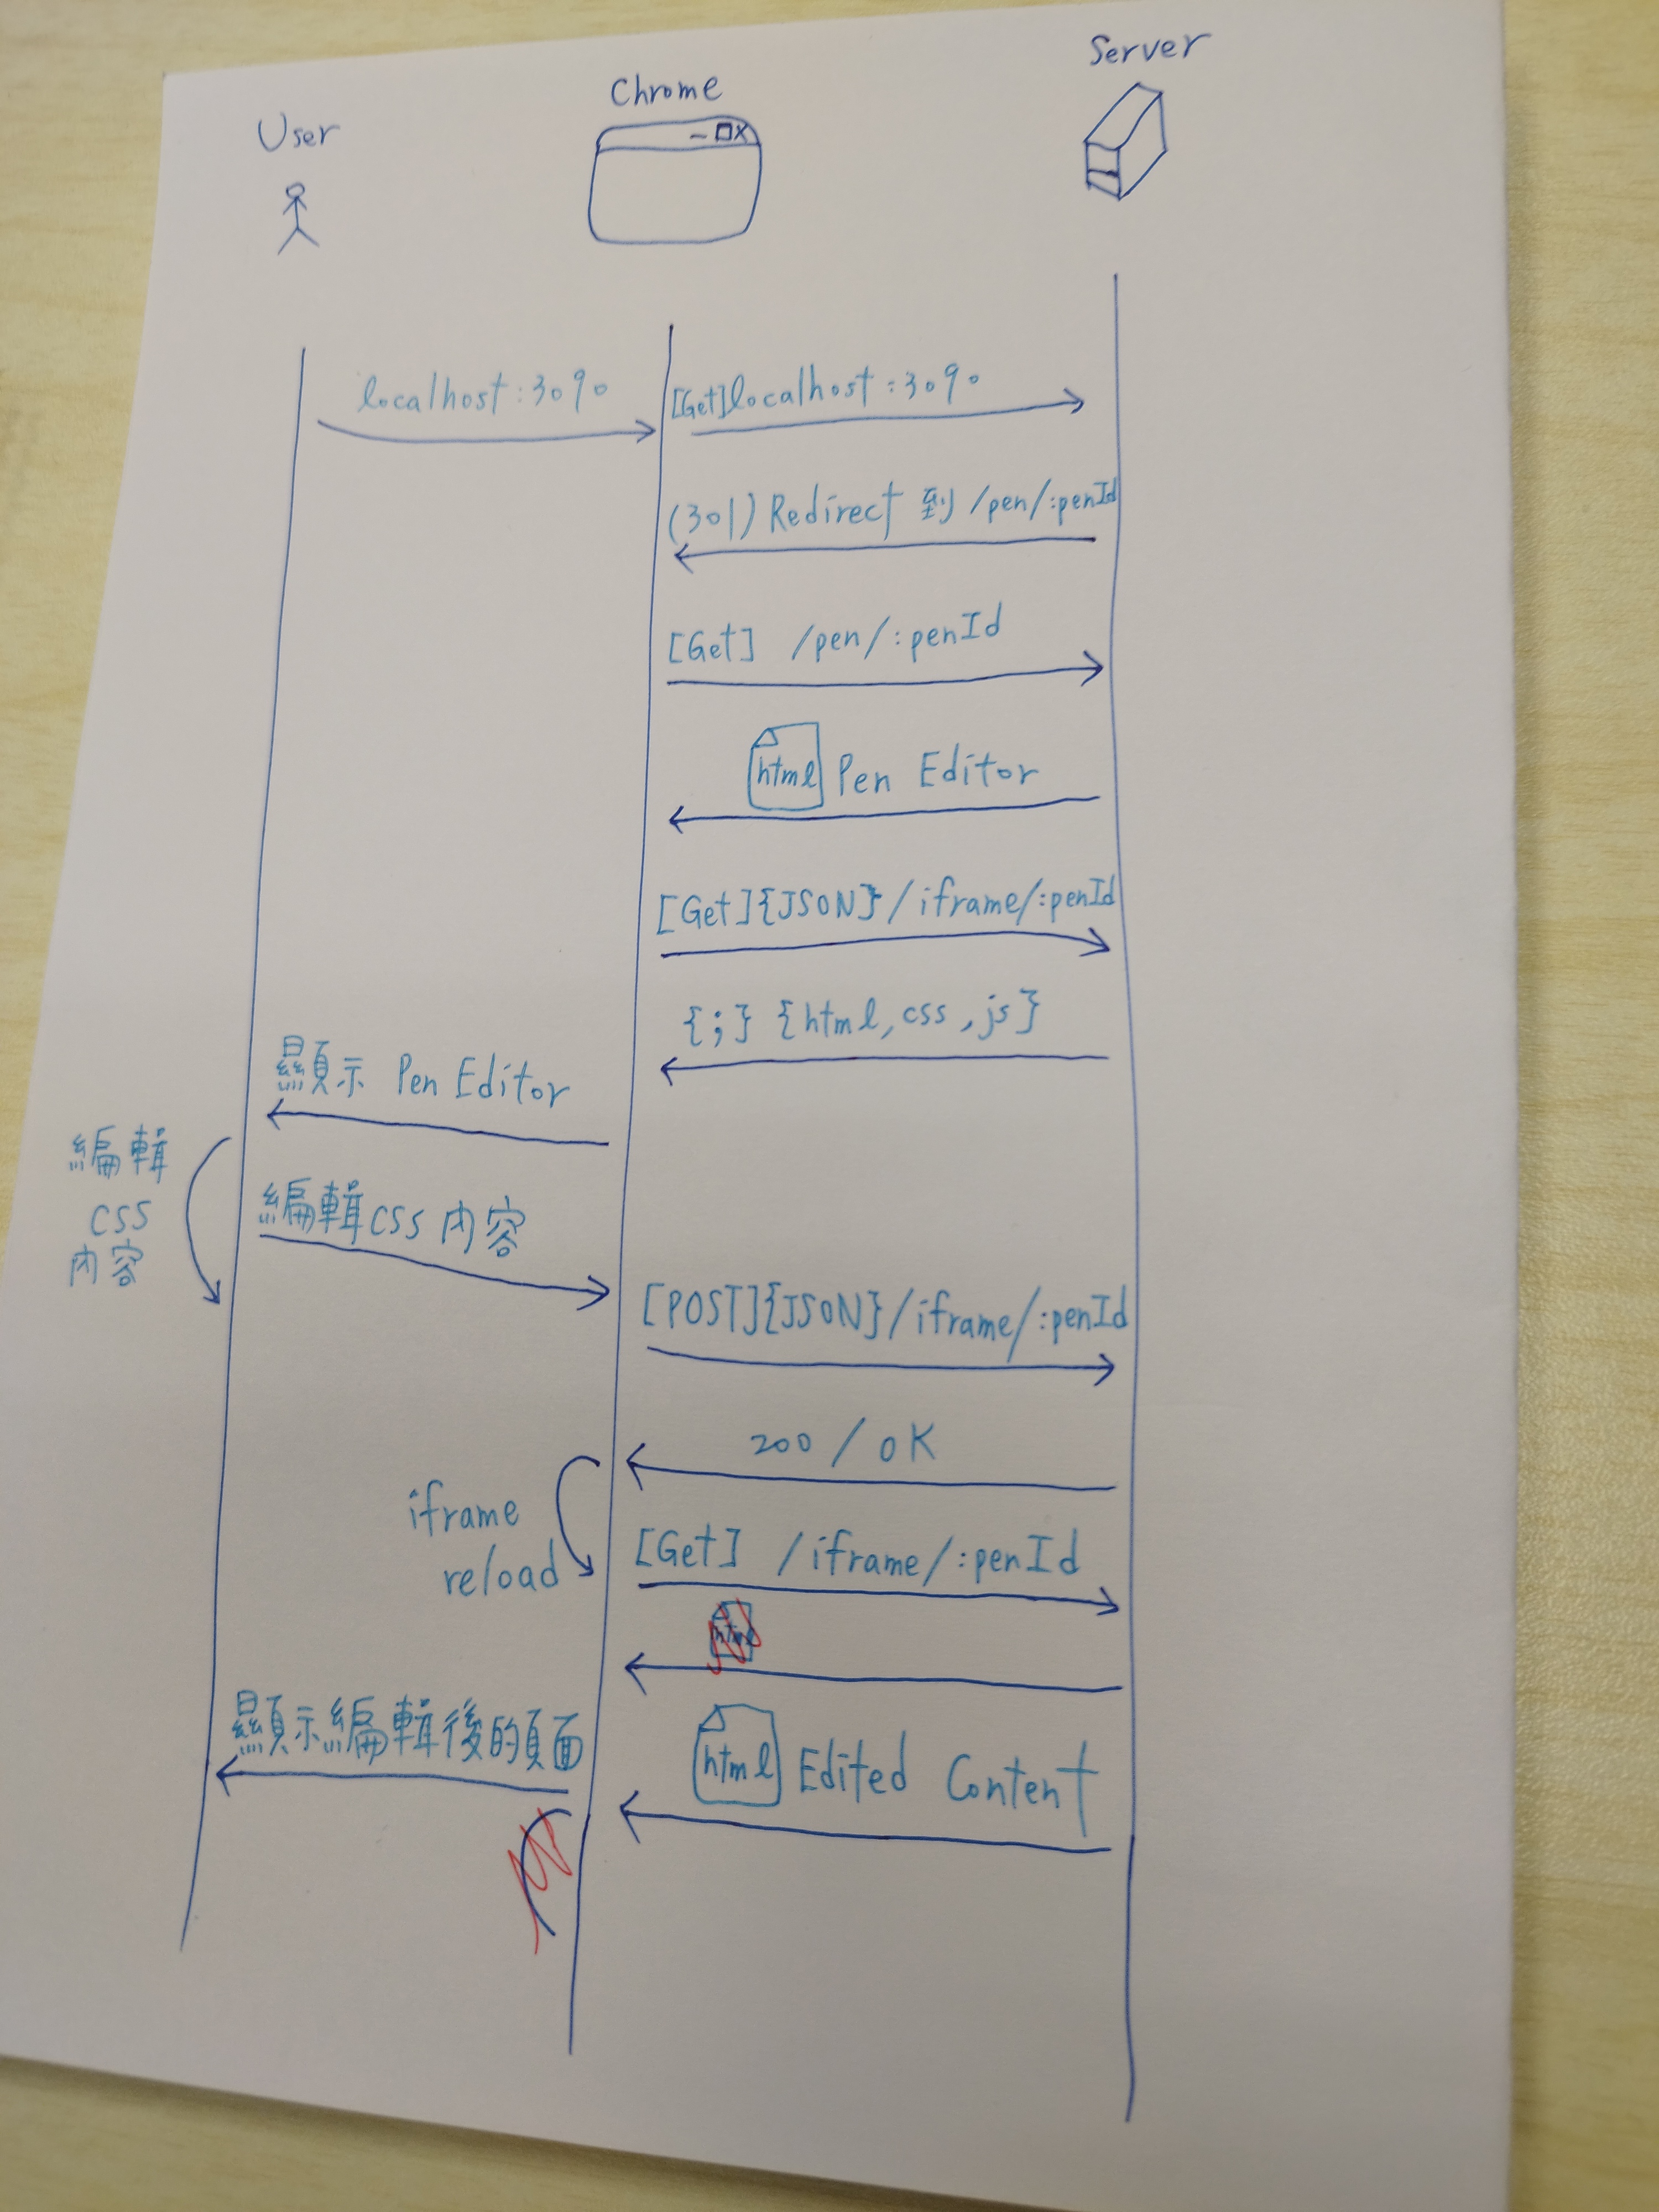 User
Chrome
Server
localhost:3090
[Get]localhost:3090
(301) Redirect 到 /pen/:penId
[Get] /pen/:penId
html Pen Editor
[Get]{JSON}/iframe/:penId
{;} {html,css,js}
顯示 Pen Editor
編輯
css
內容
編輯css 內容
[POST]{JSON}/iframe/:penId
200 / OK
iframe
reload
[Get] /iframe/:penId
html
顯示編輯後的頁面
html Edited Content